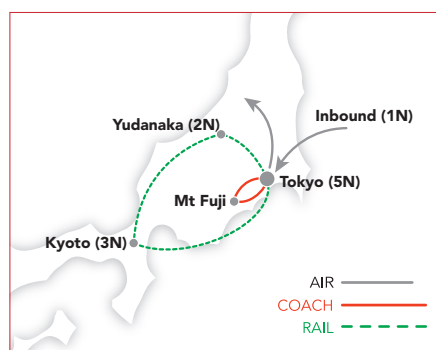 Yudanaka (2N)
Inbound (1N)
Tokyo (5N)
Mt Fuji
Kyoto (3N)
AIR
COACH
RAIL